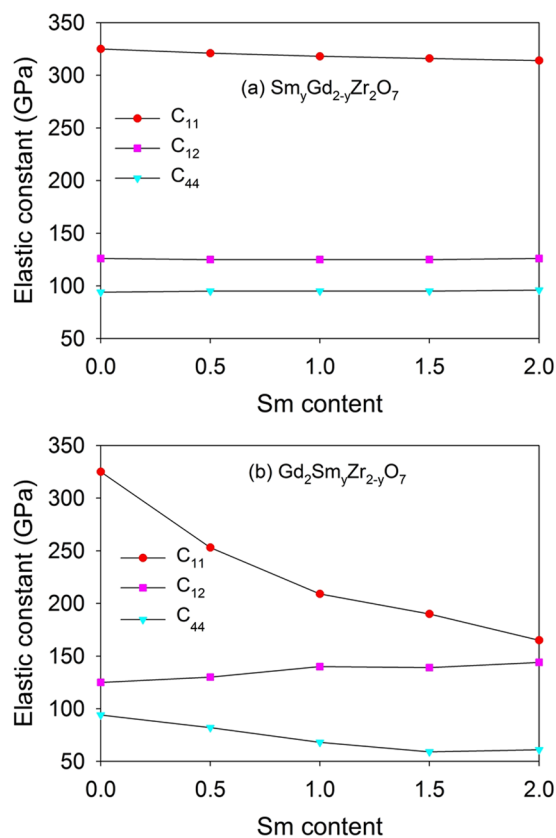 350
300
250
200
150
100
50
Elastic constant (GPa)
(a) SmyGd2-yZr2O7
C11
C12
C44
0.0 0.5 1.0 1.5 2.0
Sm content
350
300
250
200
150
100
50
Elastic constant (GPa)
(b) Gd2SmyZr2-yO7
C11
C12
C44
0.0 0.5 1.0 1.5 2.0
Sm content